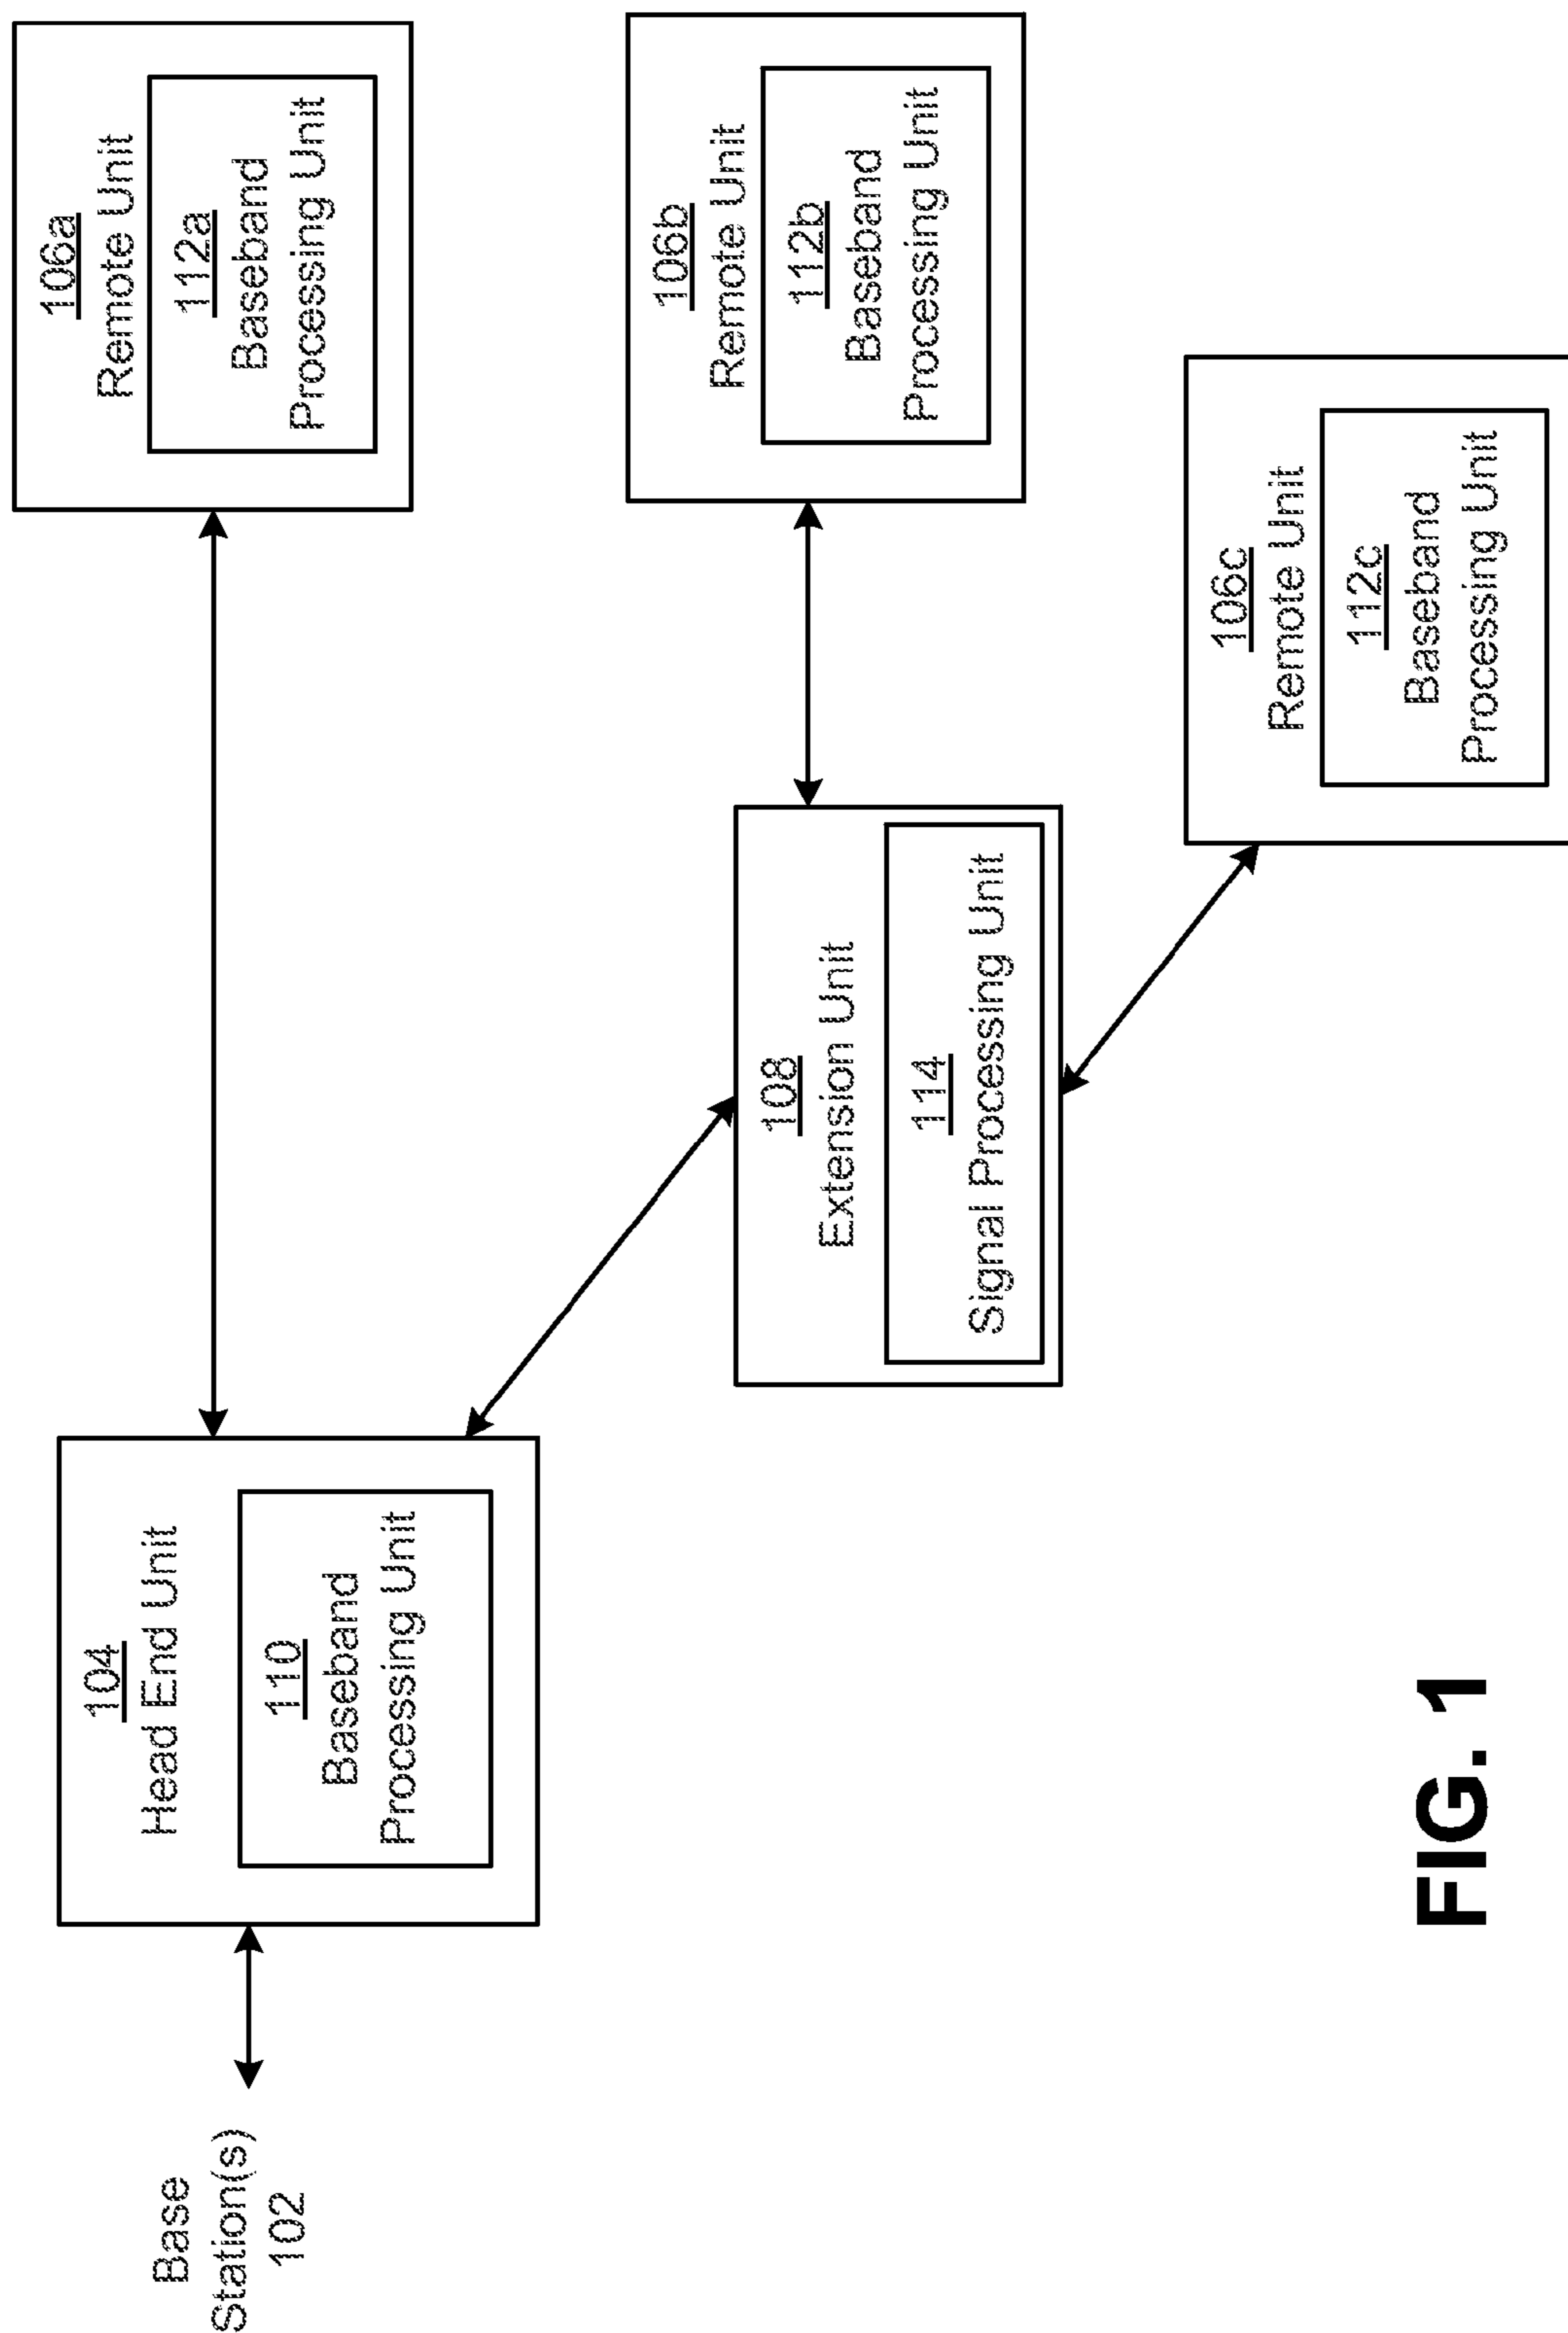 Base
Station(s)
102
104
Head End Unit
110
Baseband
Processing Unit
106a
Remote Unit
112a
Baseband
Processing Unit
108
Extension Unit
114
Signal Processing Unit
106b
Remote Unit
112b
Baseband
Processing Unit
106c
Remote Unit
112c
Baseband
Processing Unit
FIG. 1